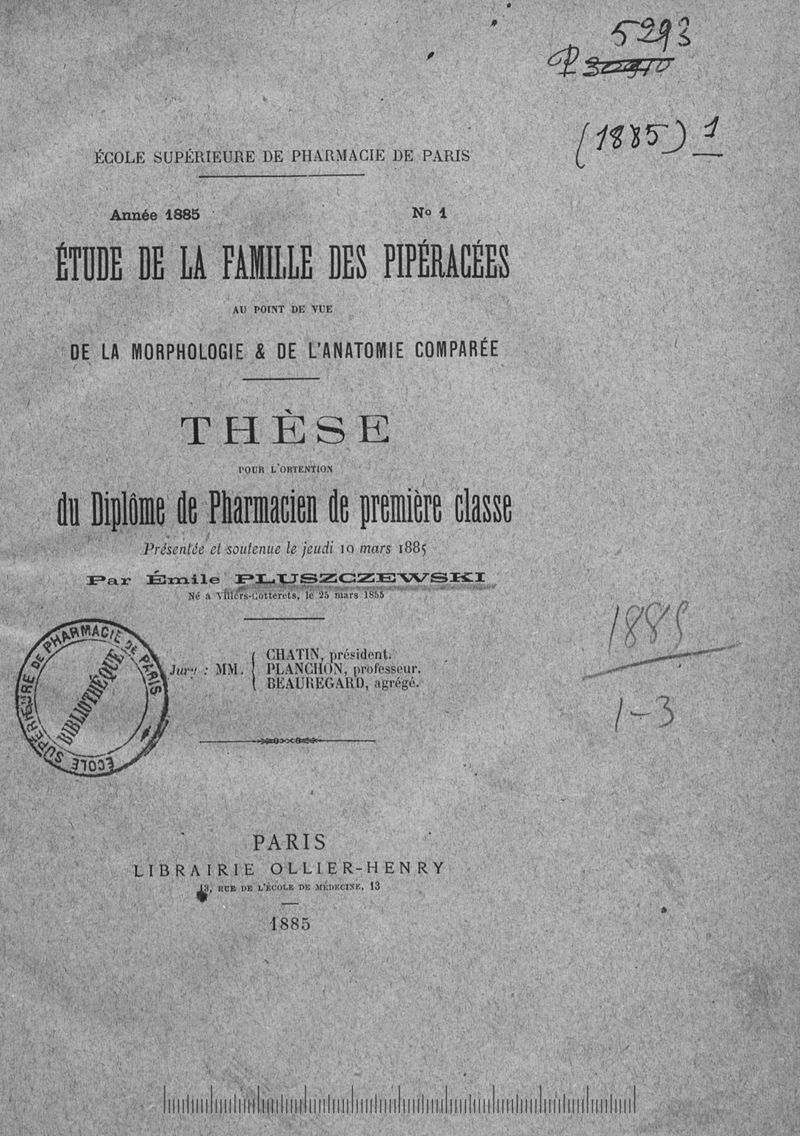 5293
P 30910
(1885) 1
ÉCOLE SUPÉRIEURE DE PHARMACIE DE PARIS
Année 1885 No 1
ÉTUDE DE LA FAMILLE DES PIPÉRACÉES
AU POINT DE VUE
DE LA MORPHOLOGIE & DE L'ANATOMIE COMPARÉE
THÈSE
POUR L'OBTENTION
du Diplôme de Pharmacien de première classe
Présentée et soutenue le jeudi 19 mars 1885
Par Émile PLUSZCZEWSKI
Né à Villers-Cotterets, le 25 mars 1855
Jury : MM. { CHATIN, président.
PLANCHON, professeur.
BEAUREGARD, agrégé.
ÉCOLE SUPÉRIEURE DE PHARMACIE DE PARIS
BIBLIOTHÈQUE
1885
1-3
PARIS
LIBRAIRIE OLLIER-HENRY
13, RUE DE L'ÉCOLE DE MÉDECINE, 13
1885